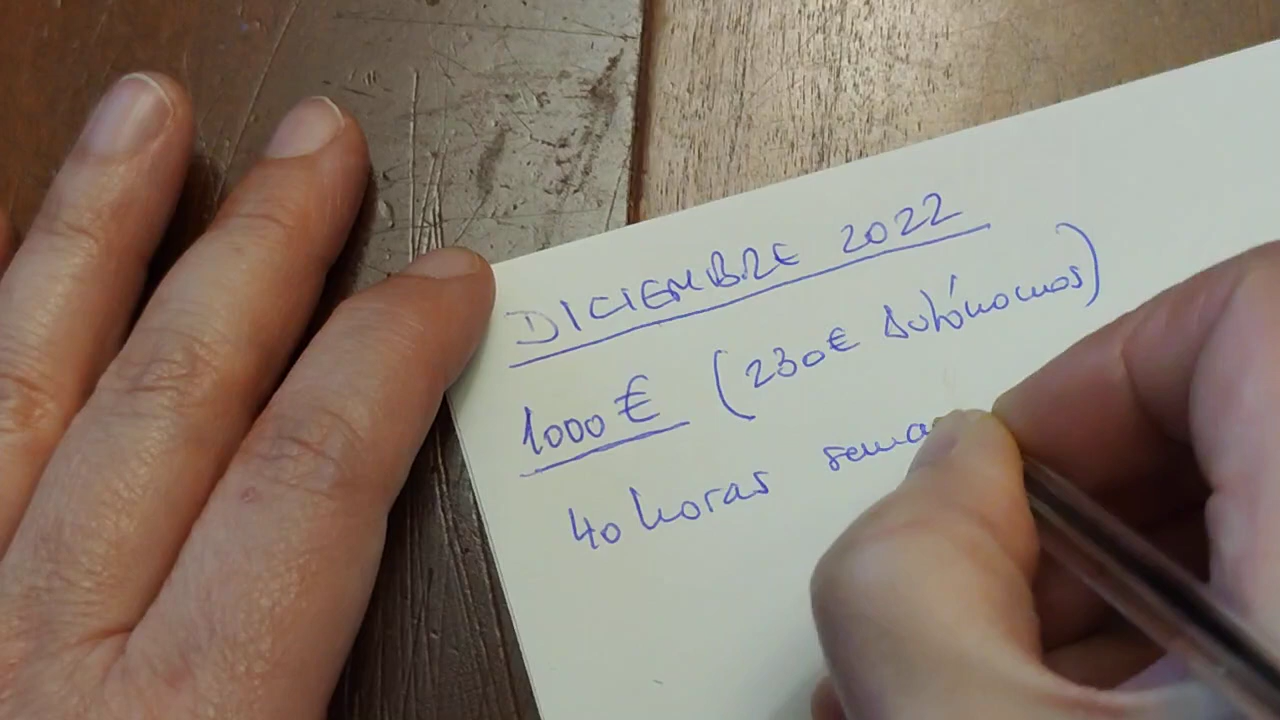 DICIEMBRE 2022
1000€ (230€ Autónomos)
40 horas